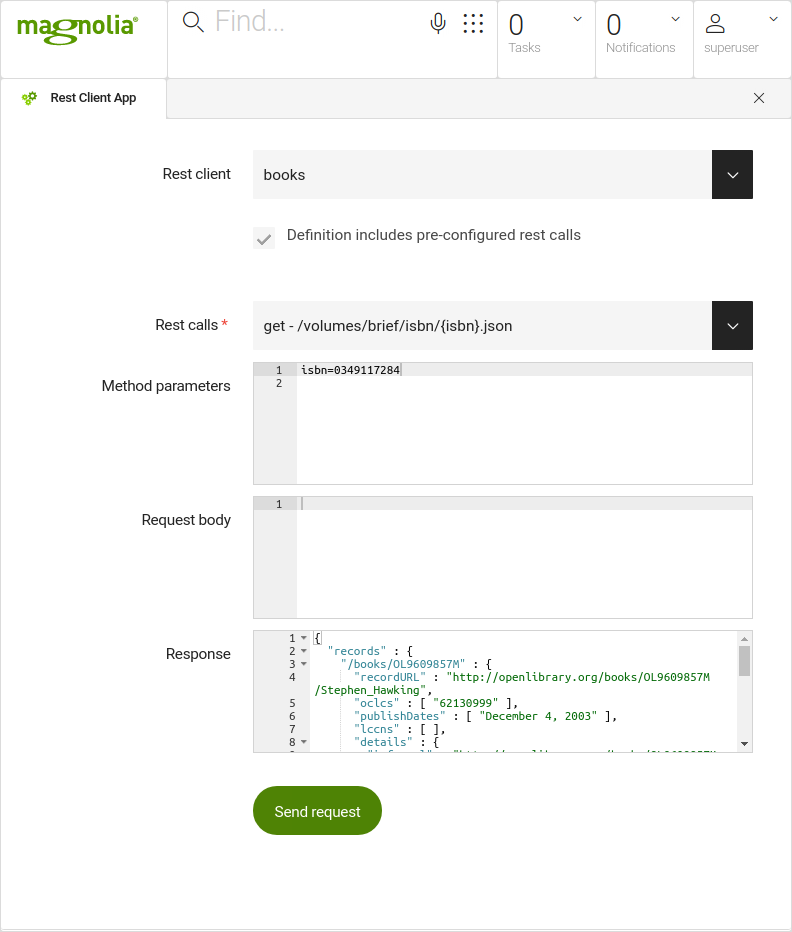 magnolia®
Find...
0
Tasks
0
Notifications
superuser
Rest Client App
Rest client
books
Definition includes pre-configured rest calls
Rest calls *
get - /volumes/brief/isbn/{isbn}.json
Method parameters
1 isbn=0349117284
2
Request body
1
Response
1 {
2 "records" : {
3 "/books/OL9609857M" : {
4 "recordURL" : "http://openlibrary.org/books/OL9609857M
/Stephen_Hawking",
5 "oclcs" : [ "62130999" ],
6 "publishDates" : [ "December 4, 2003" ],
7 "lccns" : [ ],
8 "details" : {
Send request